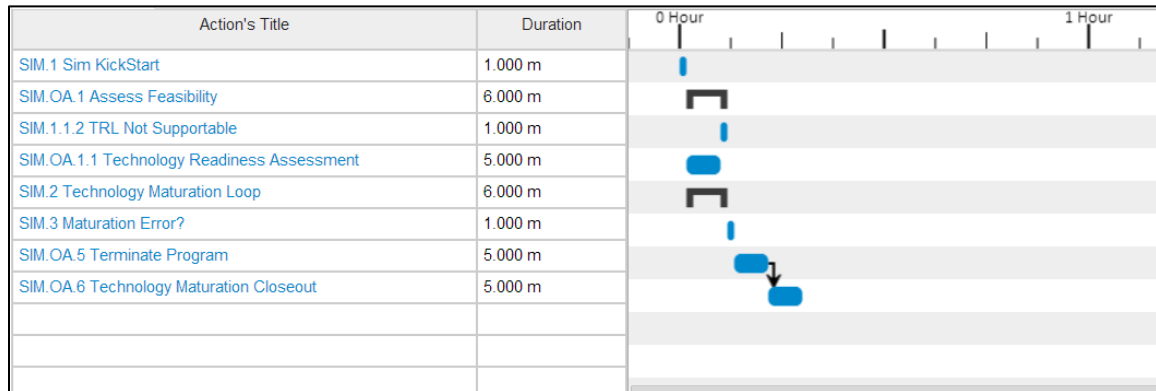 Action's Title Duration 0 Hour 1 Hour
SIM.1 Sim KickStart 1.000 m
SIM.OA.1 Assess Feasibility 6.000 m
SIM.1.1.2 TRL Not Supportable 1.000 m
SIM.OA.1.1 Technology Readiness Assessment 5.000 m
SIM.2 Technology Maturation Loop 6.000 m
SIM.3 Maturation Error? 1.000 m
SIM.OA.5 Terminate Program 5.000 m
SIM.OA.6 Technology Maturation Closeout 5.000 m